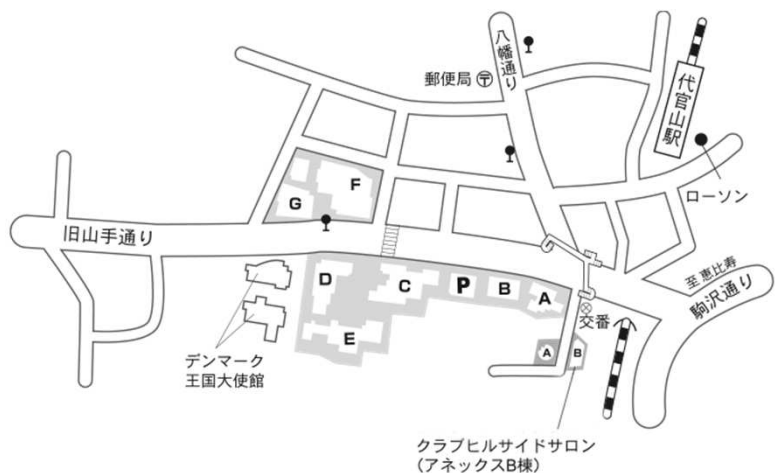 八幡通り
郵便局
代官山駅
ローソン
F
G
旧山手通り
至 恵比寿
駒沢通り
D
C
P
B
A
E
交番
A
B
デンマーク
王国大使館
クラブヒルサイドサロン
(アネックスB棟)